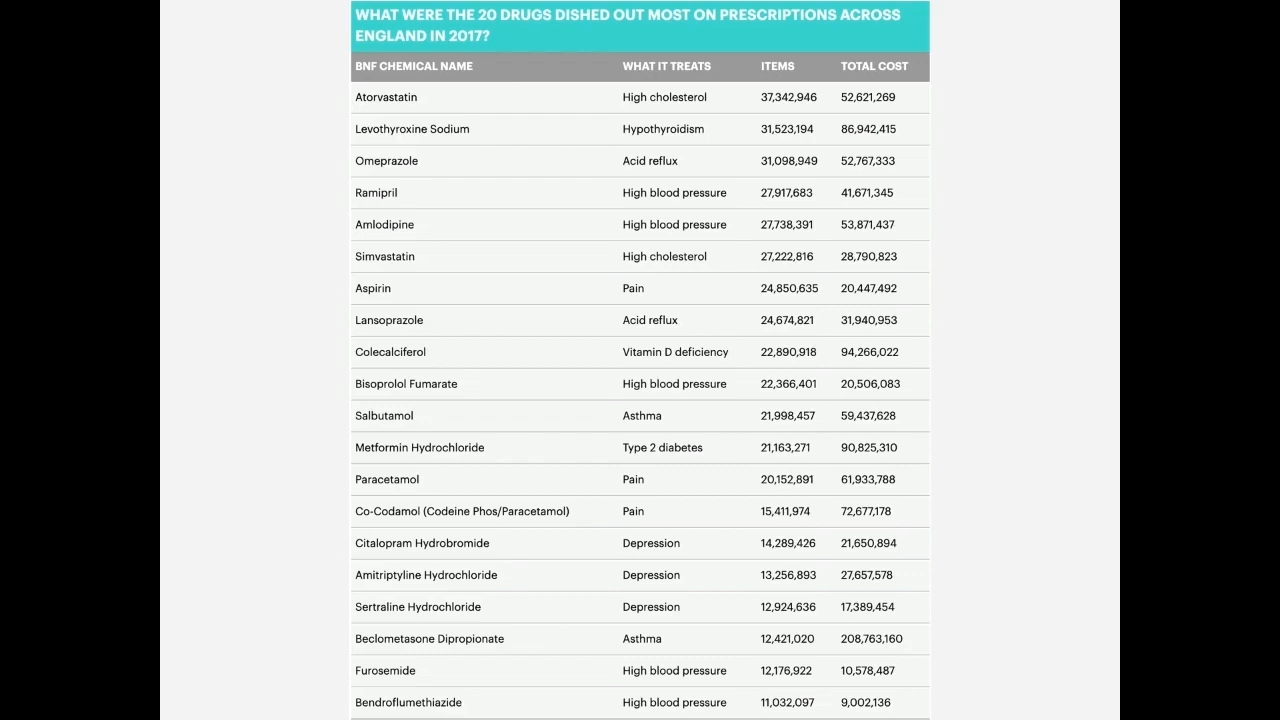 WHAT WERE THE 20 DRUGS DISHED OUT MOST ON PRESCRIPTIONS ACROSS
ENGLAND IN 2017?
BNF CHEMICAL NAME WHAT IT TREATS ITEMS TOTAL COST
Atorvastatin High cholesterol 37,342,946 52,621,269
Levothyroxine Sodium Hypothyroidism 31,523,194 86,942,415
Omeprazole Acid reflux 31,098,949 52,767,333
Ramipril High blood pressure 27,917,683 41,671,345
Amlodipine High blood pressure 27,738,391 53,871,437
Simvastatin High cholesterol 27,222,816 28,790,823
Aspirin Pain 24,850,635 20,447,492
Lansoprazole Acid reflux 24,674,821 31,940,953
Colecalciferol Vitamin D deficiency 22,890,918 94,266,022
Bisoprolol Fumarate High blood pressure 22,366,401 20,506,083
Salbutamol Asthma 21,998,457 59,437,628
Metformin Hydrochloride Type 2 diabetes 21,163,271 90,825,310
Paracetamol Pain 20,152,891 61,933,788
Co-Codamol (Codeine Phos/Paracetamol) Pain 15,411,974 72,677,178
Citalopram Hydrobromide Depression 14,289,426 21,650,894
Amitriptyline Hydrochloride Depression 13,256,893 27,657,578
Sertraline Hydrochloride Depression 12,924,636 17,389,454
Beclometasone Dipropionate Asthma 12,421,020 208,763,160
Furosemide High blood pressure 12,176,922 10,578,487
Bendroflumethiazide High blood pressure 11,032,097 9,002,136